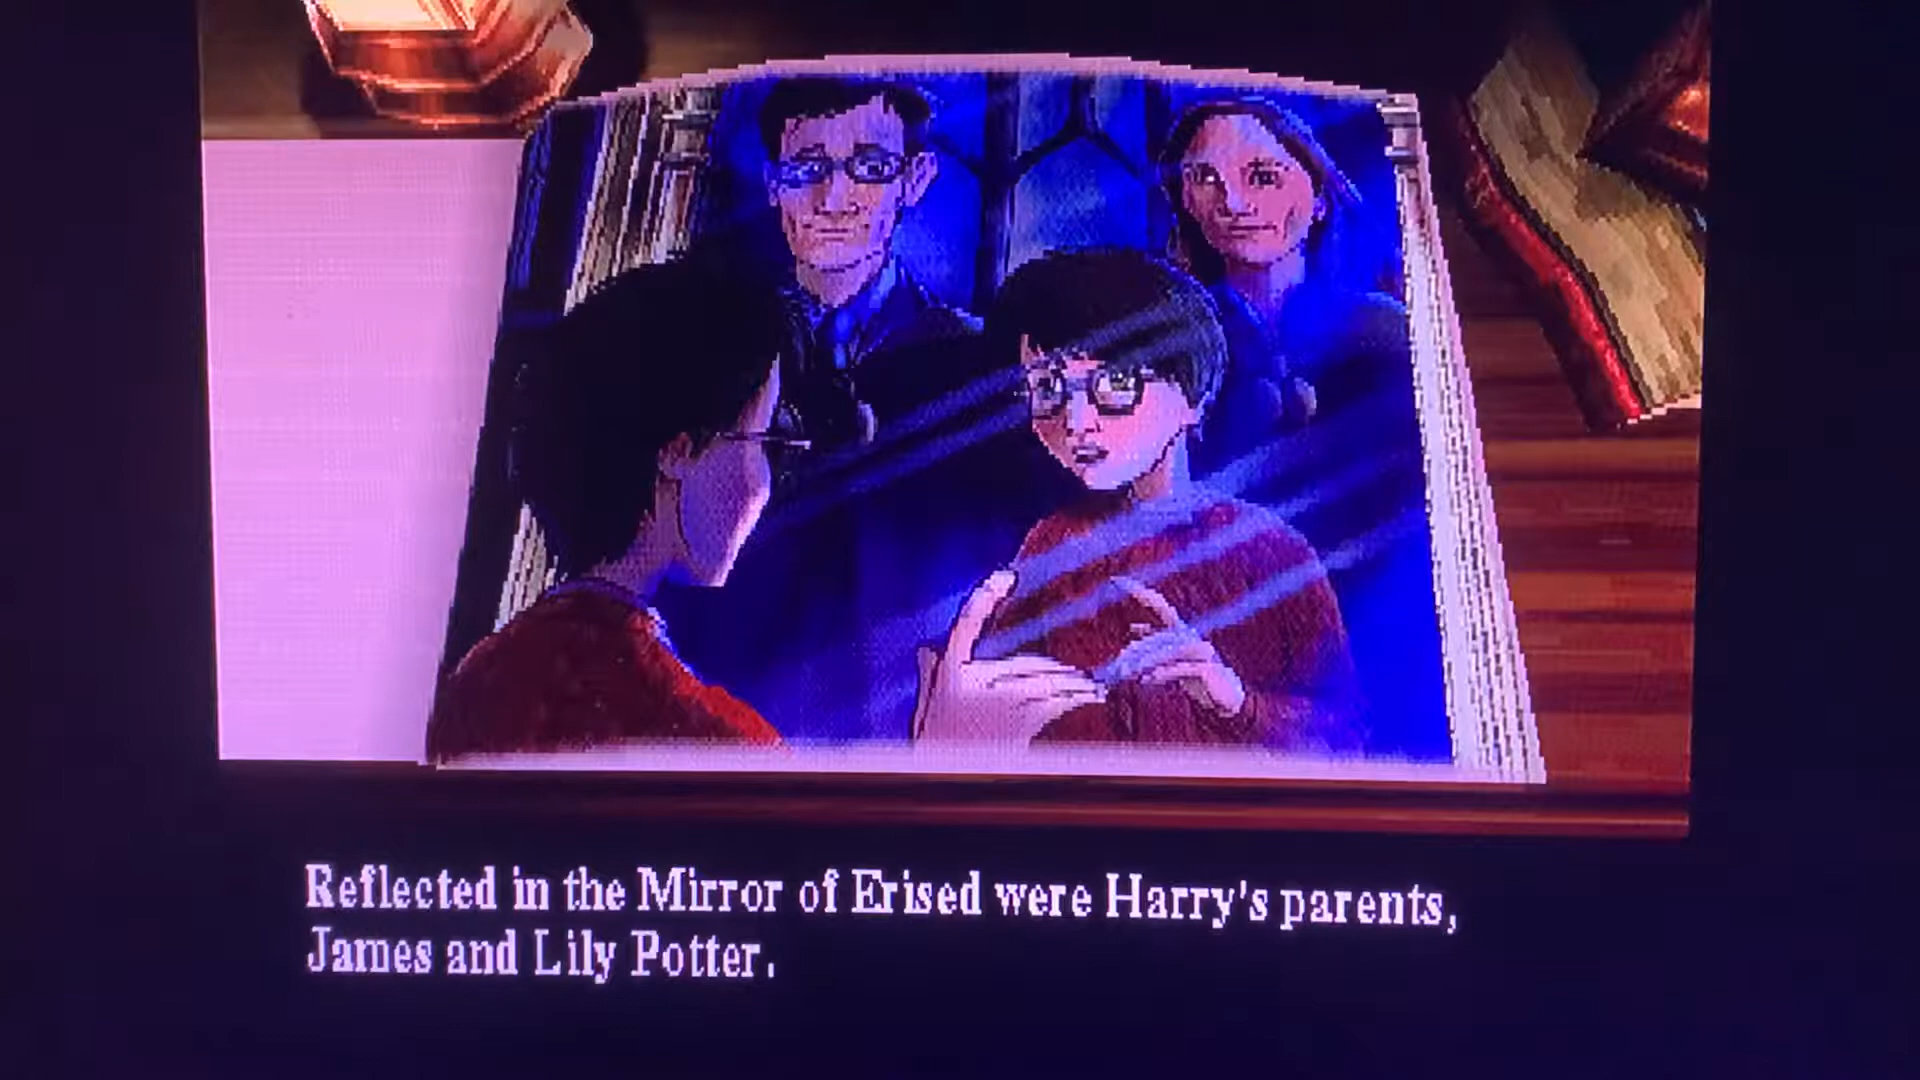 Reflected in the Mirror of Erised were Harry's parents,
James and Lily Potter.